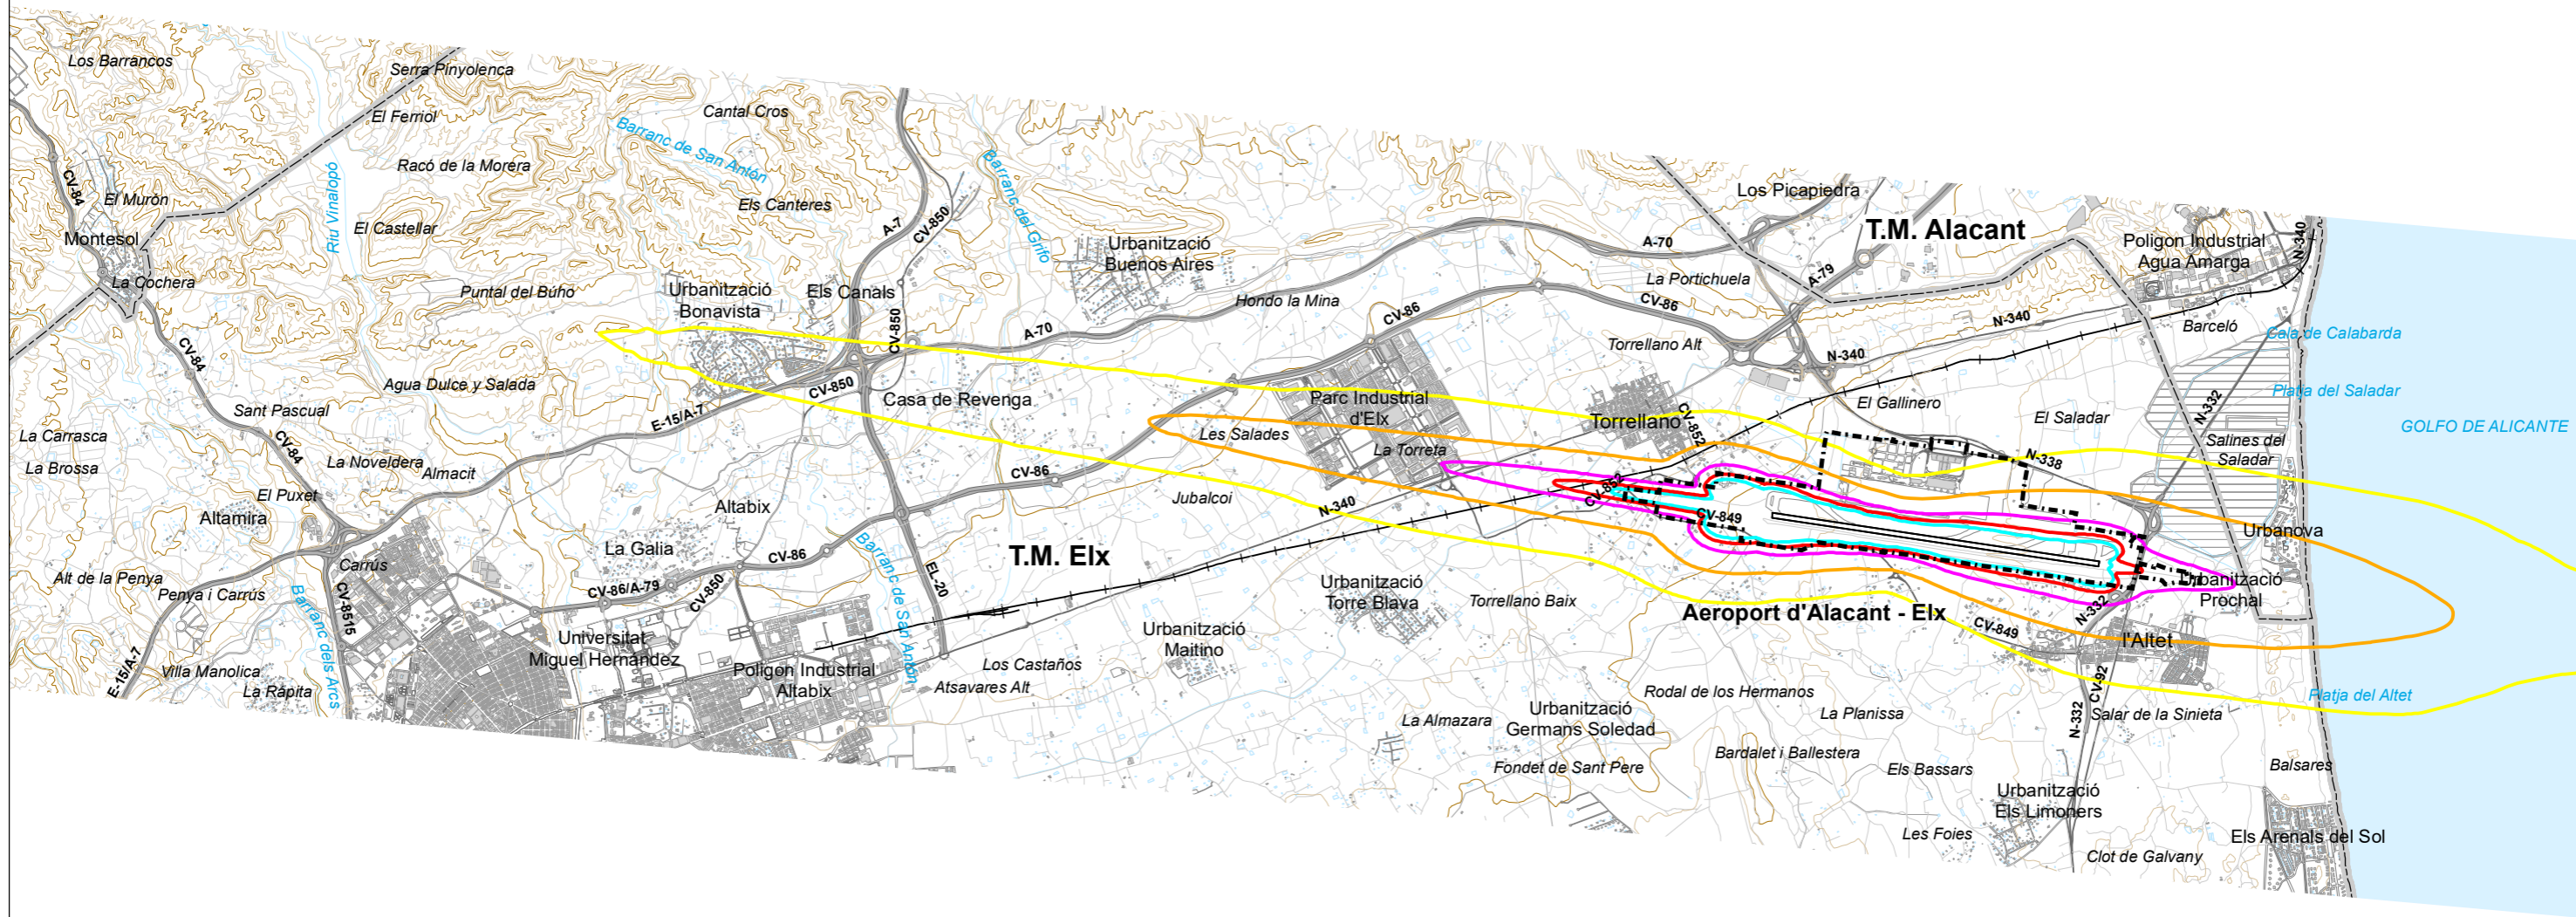 Los Barrancos
Serra Pinyolenca
El Ferriol
Cantal Cros
Barranc de San Antón
Racó de la Morera
Els Canteres
Barranc del Grifo
CV-84
El Murón
Riu Vinalopó
El Castellar
Montesol
La Cochera
A-7
CV-850
Urbanització
Buenos Aires
Los Picapiedra
T.M. Alacant
A-70
Poligon Industrial
Agua Amarga
N-340
Puntal del Búho
Urbanització
Bonavista
Els Canals
CV-850
Hondo la Mina
La Portichuela
A-79
CV-86
CV-86
N-340
Barceló
Cala de Calabarda
A-70
CV-84
Torrellano Alt
N-340
Agua Dulce y Salada
CV-850
Casa de Revenga
Parc Industrial
d'Elx
El Gallinero
Platja del Saladar
N-332
Sant Pascual
E-15/A-7
Les Salades
Torrellano
CV-852
El Saladar
GOLFO DE ALICANTE
La Carrasca
La Brossa
CV-84
La Noveldera
Almacit
La Torreta
N-338
Salines del
Saladar
CV-86
El Puxet
Altamira
Altabix
Jubalcoi
N-340
CV-852
CV-849
Urbanova
La Galia
CV-86
T.M. Elx
Carrús
Alt de la Penya
Penya i Carrús
CV-8515
Barranc dels Arcs
CV-86/A-79
CV-850
Barranc de San Antón
EL-20
Urbanització
Torre Blava
Torrellano Baix
Aeroport d'Alacant - Elx
N-332
Urbanització
Prochal
CV-849
l'Altet
Universitat
Miguel Hernández
Urbanització
Maitino
E-15/A-7
Villa Manolica
La Ràpita
Poligon Industrial
Altabix
Los Castaños
Atsavares Alt
Rodal de los Hermanos
CV-92
Platja del Altet
La Almazara
Urbanització
Germans Soledad
La Planissa
N-332
Salar de la Sinieta
Bardalet i Ballestera
Fondet de Sant Pere
Els Bassars
Balsares
Urbanització
Els Limoners
Les Foies
Els Arenals del Sol
Clot de Galvany